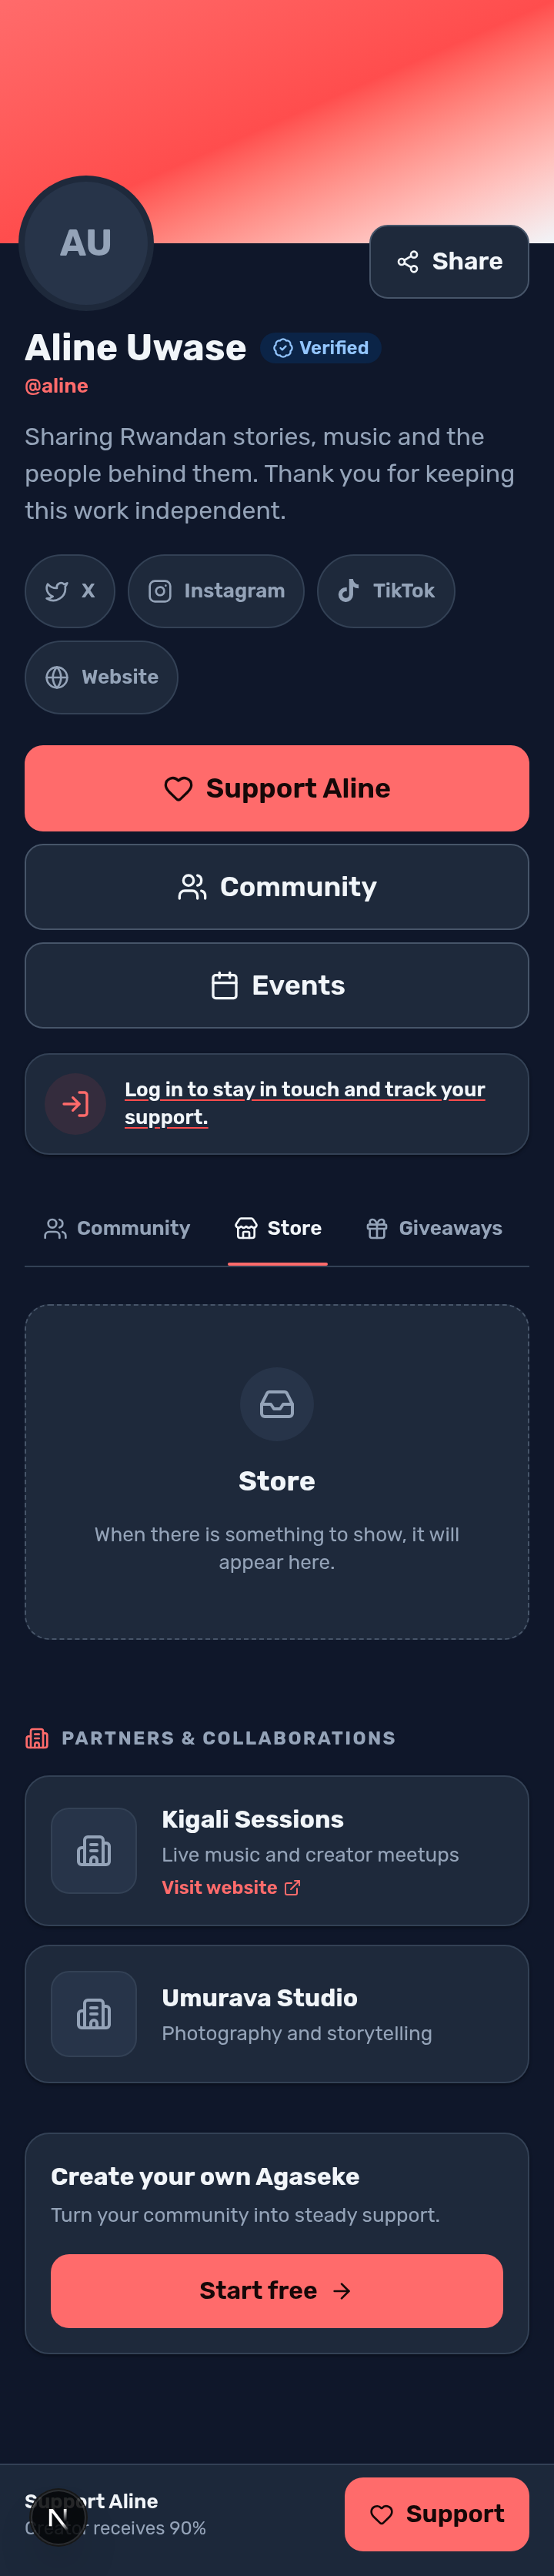 AU
Share
Aline Uwase
Verified
@aline
Sharing Rwandan stories, music and the
people behind them. Thank you for keeping
this work independent.
X
Instagram
TikTok
Website
Support Aline
Community
Events
Log in to stay in touch and track your
support.
Community
Store
Giveaways
Store
When there is something to show, it will
appear here.
PARTNERS & COLLABORATIONS
Kigali Sessions
Live music and creator meetups
Visit website
Umurava Studio
Photography and storytelling
Create your own Agaseke
Turn your community into steady support.
Start free
Support Aline
Creator receives 90%
N
Support